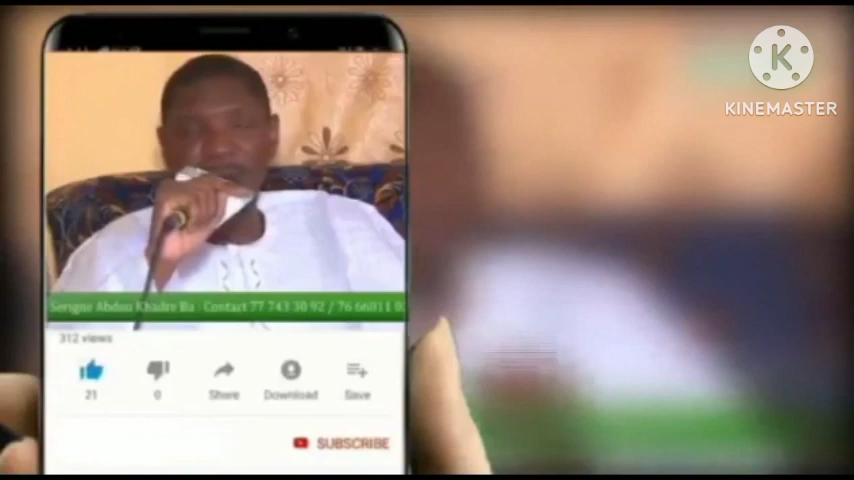 KINEMASTER
Serigne Abdou Khadre Ba : Contact 77 743 30 92 / 76 66911
312 views
21
0
Share
Download
Save
SUBSCRIBE